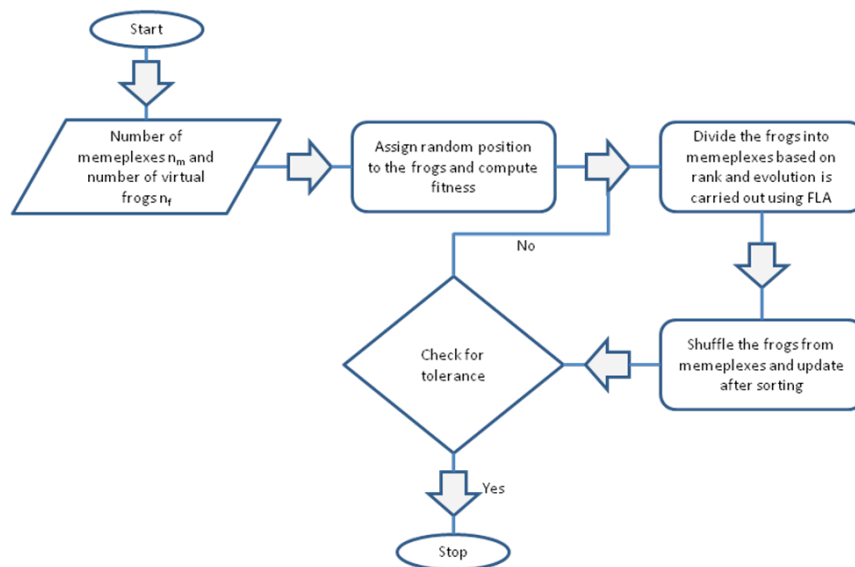 Start
Number of
memeplexes nm and
number of virtual
frogs nf
Assign random position
to the frogs and compute
fitness
Divide the frogs into
memeplexes based on
rank and evolution is
carried out using FLA
No
Shuffle the frogs from
memeplexes and update
after sorting
Check for
tolerance
Yes
Stop